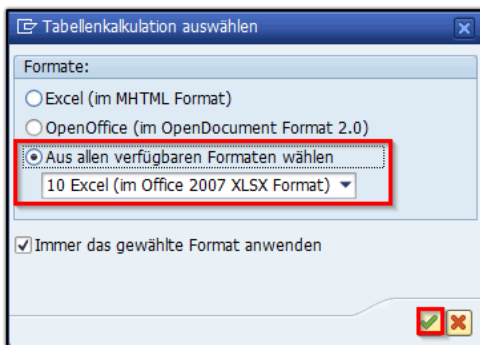 Tabellenkalkulation auswählen
Formate:
Excel (im MHTML Format)
OpenOffice (im OpenDocument Format 2.0)
Aus allen verfügbaren Formaten wählen
10 Excel (im Office 2007 XLSX Format)
Immer das gewählte Format anwenden